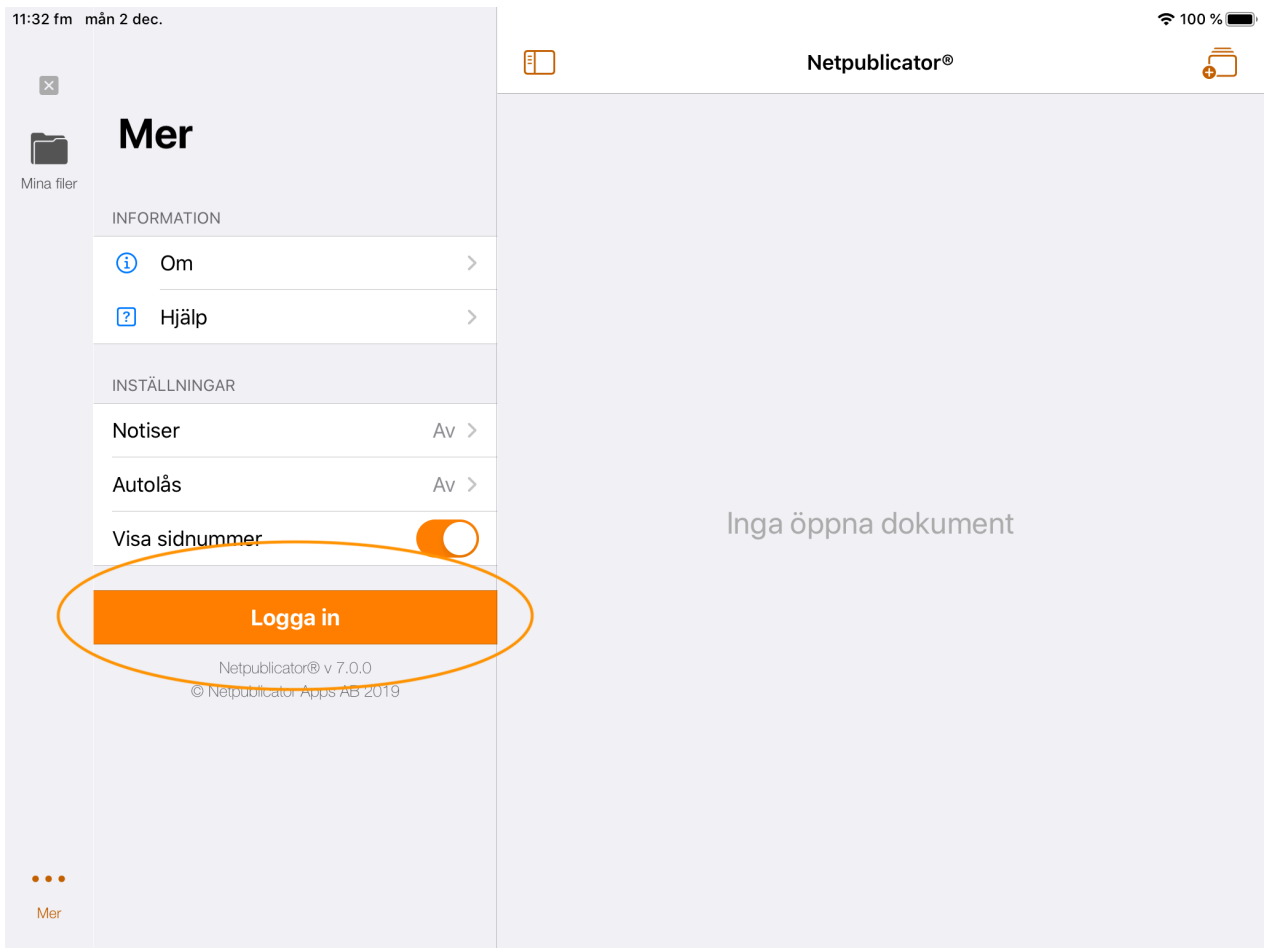 11:32 fm mån 2 dec.
100 %
Netpublicator®
Mina filer
Mer
INFORMATION
Om
Hjälp
INSTÄLLNINGAR
Notiser Av
Autolås Av
Visa sidnummer
Logga in
Netpublicator® v 7.0.0
© Netpublicator Apps AB 2019
Inga öppna dokument
Mer